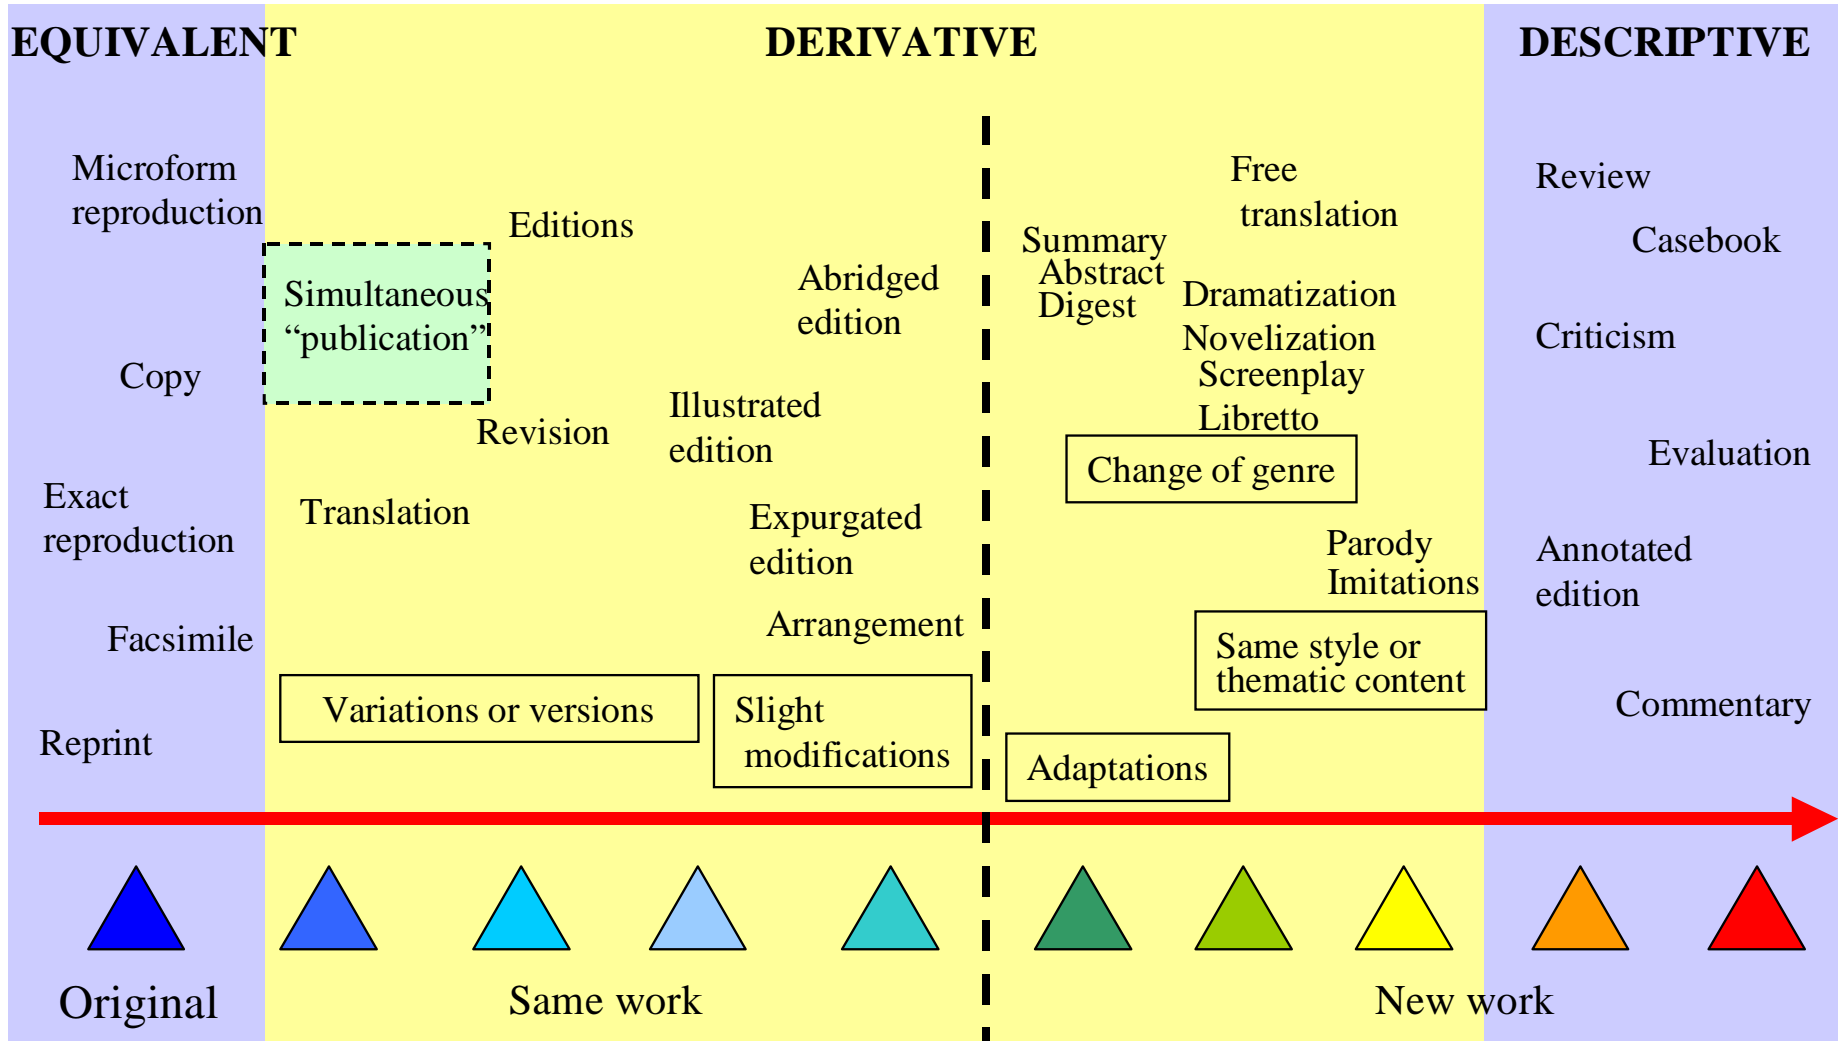 EQUIVALENT
DERIVATIVE
DESCRIPTIVE
Microform
reproduction
Copy
Exact
reproduction
Facsimile
Reprint
Simultaneous
“publication”
Editions
Revision
Translation
Illustrated
edition
Abridged
edition
Expurgated
edition
Arrangement
Variations or versions
Slight
modifications
Free
translation
Summary
Abstract
Digest
Dramatization
Novelization
Screenplay
Libretto
Change of genre
Parody
Imitations
Same style or
thematic content
Adaptations
Review
Casebook
Criticism
Evaluation
Annotated
edition
Commentary
Original
Same work
New work